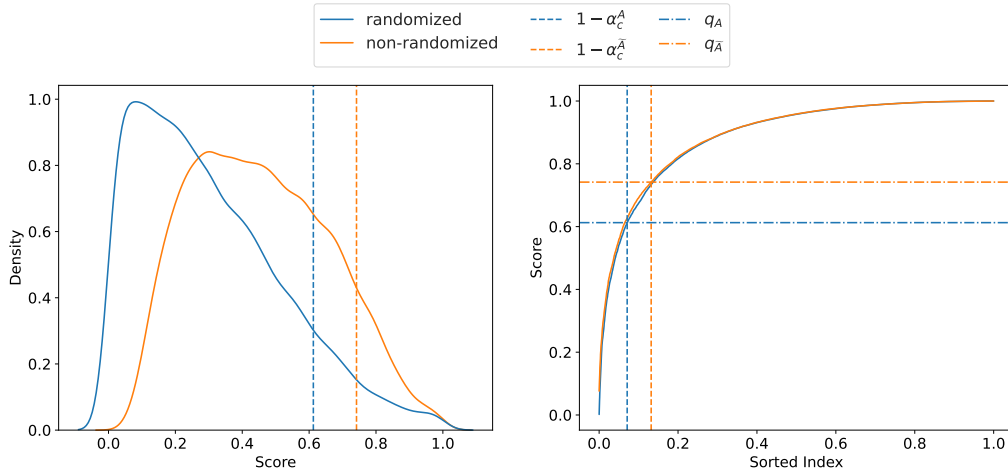 randomized
non-randomized
1 − α_c^A
1 − α_c^Ã
q_A
q_Ã
1.0
0.8
0.6
0.4
0.2
0.0
Density
0.0 0.2 0.4 0.6 0.8 1.0
Score
1.0
0.8
0.6
0.4
0.2
0.0
Score
0.0 0.2 0.4 0.6 0.8 1.0
Sorted Index